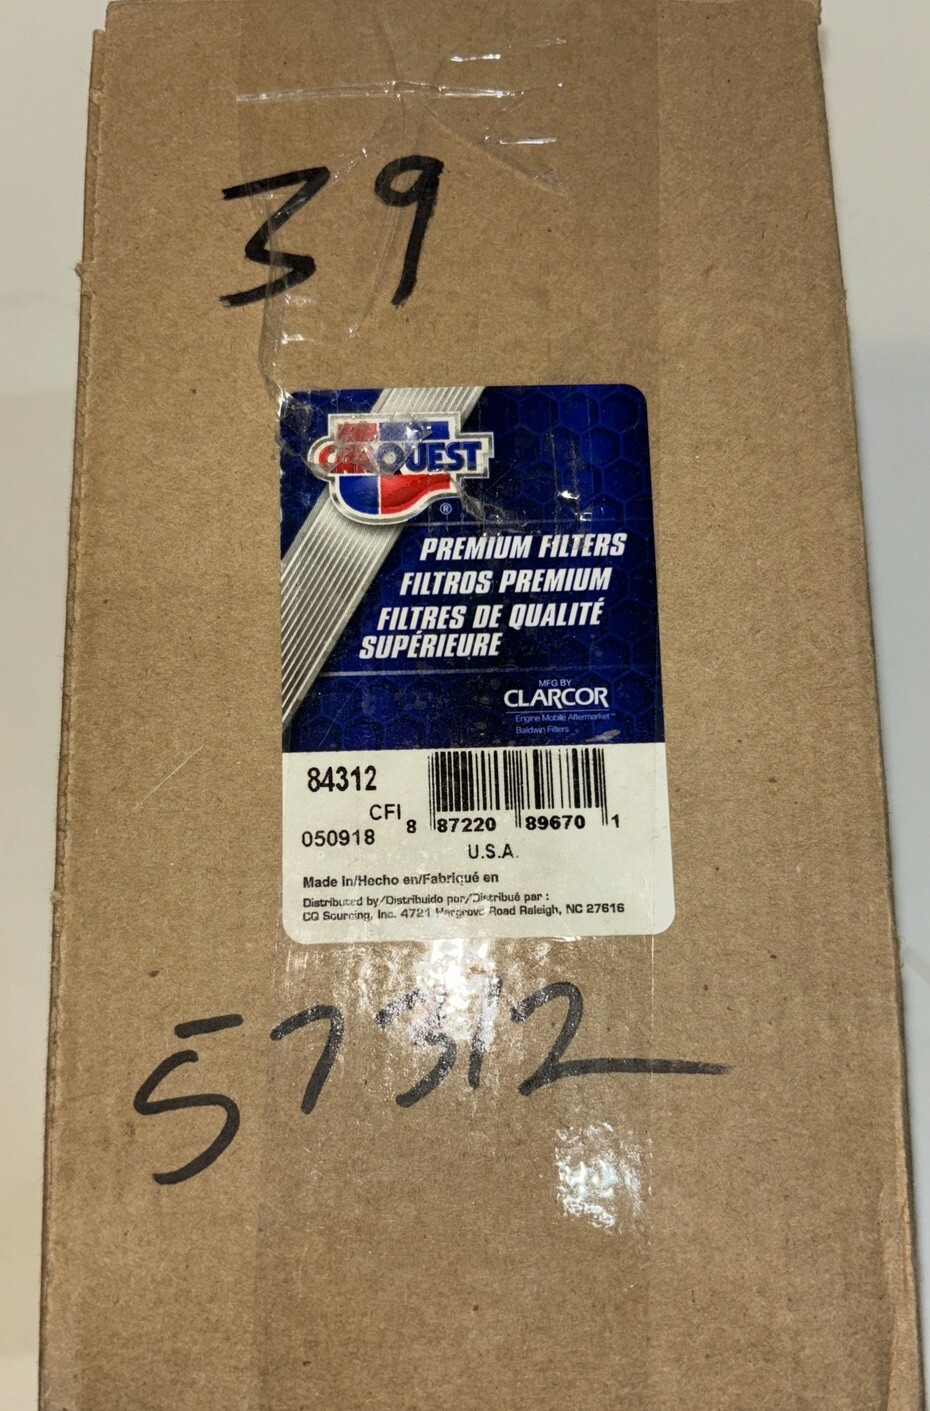 39
CARQUEST
®
PREMIUM FILTERS
FILTROS PREMIUM
FILTRES DE QUALITÉ
SUPÉRIEURE
MFG BY
CLARCOR
Engine Mobile Aftermarket™
Baldwin Filters
84312
CFI
050918
8 87220 89670 1
U.S.A.
Made in/Hecho en/Fabriqué en
Distributed by/Distribuido por/Distribué par :
CQ Sourcing, Inc. 4721 Hargrove Road Raleigh, NC 27616
57312